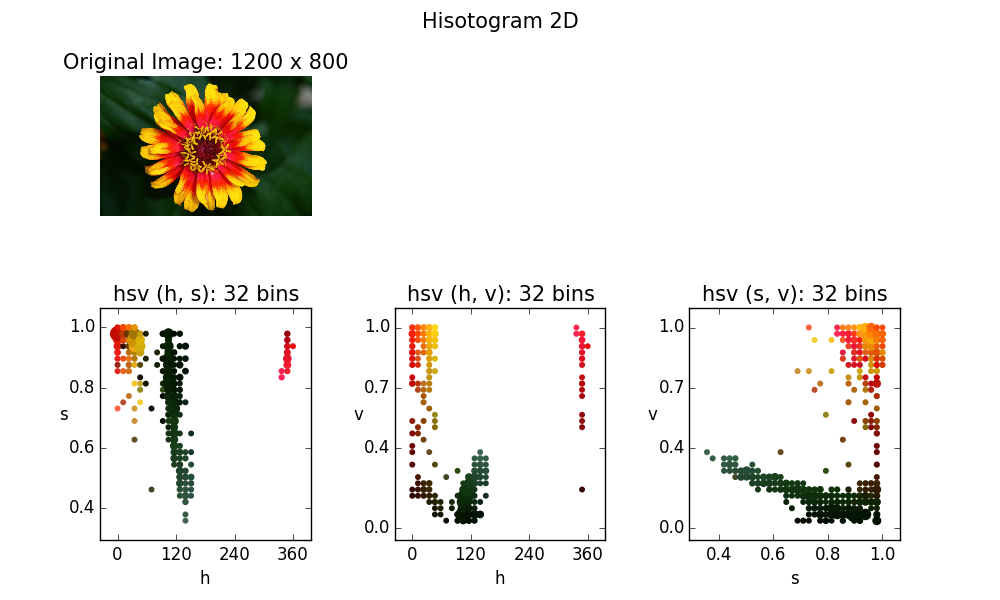 Hisotogram 2D
Original Image: 1200 x 800
hsv (h, s): 32 bins
1.0
0.8
0.6
0.4
s
0
120
240
360
h
hsv (h, v): 32 bins
1.0
0.7
0.4
0.0
v
0
120
240
360
h
hsv (s, v): 32 bins
1.0
0.7
0.4
0.0
v
0.4
0.6
0.8
1.0
s